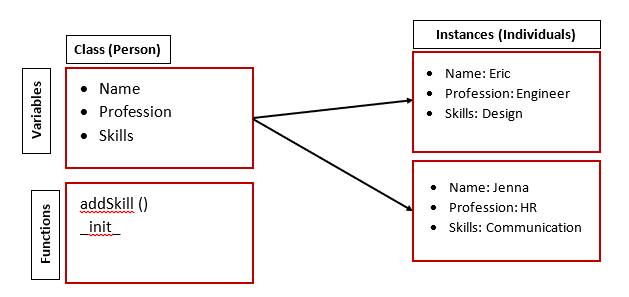 Class (Person)
Instances (Individuals)
Variables
• Name
• Profession
• Skills
• Name: Eric
• Profession: Engineer
• Skills: Design
• Name: Jenna
• Profession: HR
• Skills: Communication
Functions
addSkill ()
_init_